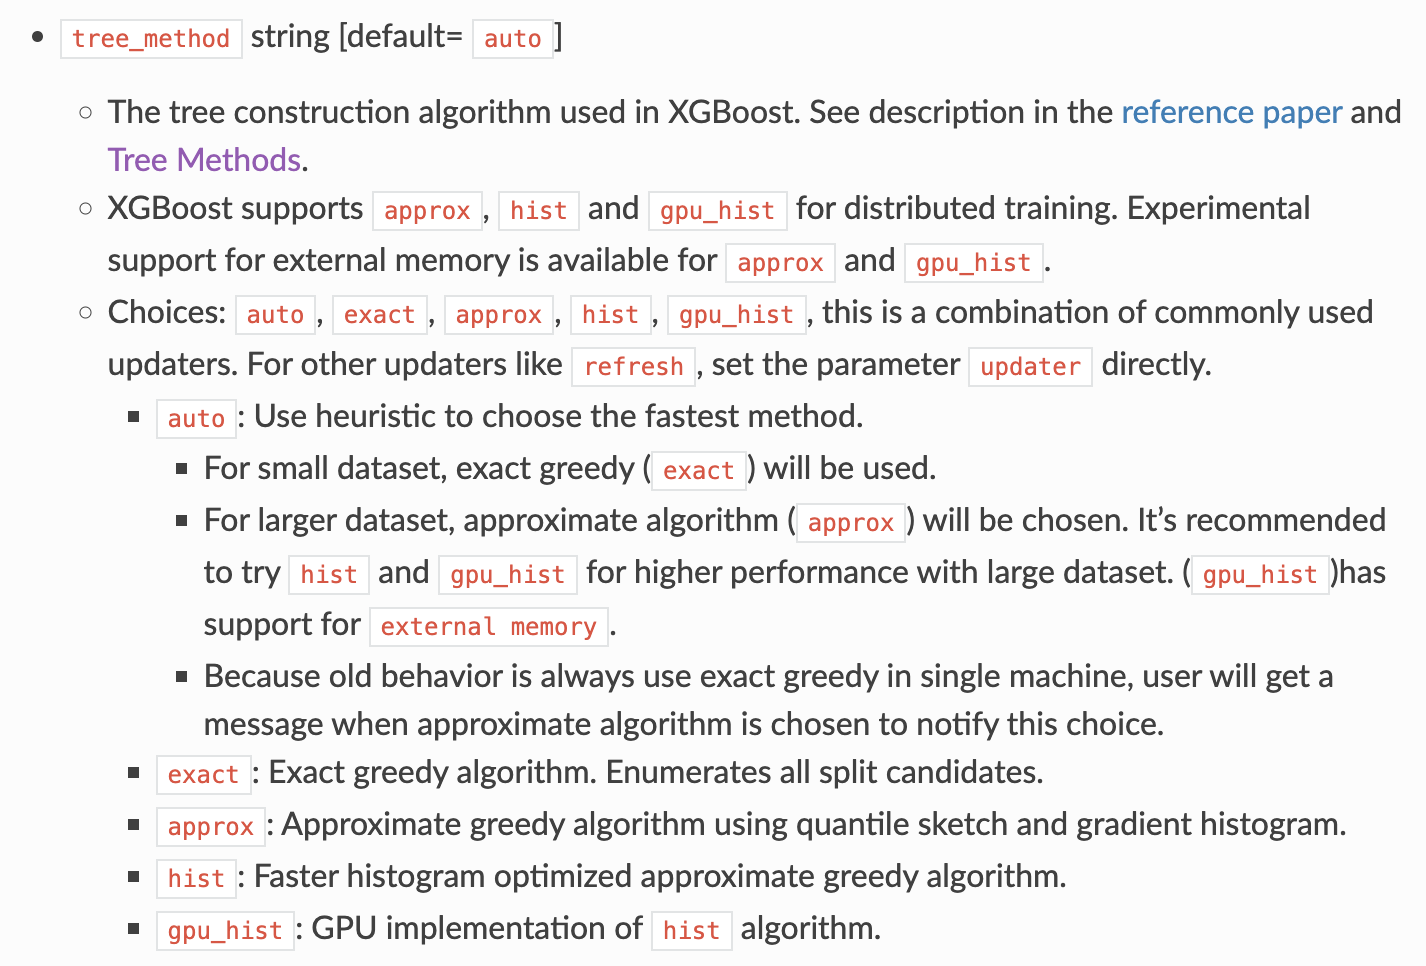 tree_method string [default= auto ]
The tree construction algorithm used in XGBoost. See description in the reference paper and
Tree Methods.
XGBoost supports approx , hist and gpu_hist for distributed training. Experimental
support for external memory is available for approx and gpu_hist .
Choices: auto , exact , approx , hist , gpu_hist , this is a combination of commonly used
updaters. For other updaters like refresh , set the parameter updater directly.
auto : Use heuristic to choose the fastest method.
For small dataset, exact greedy ( exact ) will be used.
For larger dataset, approximate algorithm ( approx ) will be chosen. It’s recommended
to try hist and gpu_hist for higher performance with large dataset. ( gpu_hist )has
support for external memory .
Because old behavior is always use exact greedy in single machine, user will get a
message when approximate algorithm is chosen to notify this choice.
exact : Exact greedy algorithm. Enumerates all split candidates.
approx : Approximate greedy algorithm using quantile sketch and gradient histogram.
hist : Faster histogram optimized approximate greedy algorithm.
gpu_hist : GPU implementation of hist algorithm.